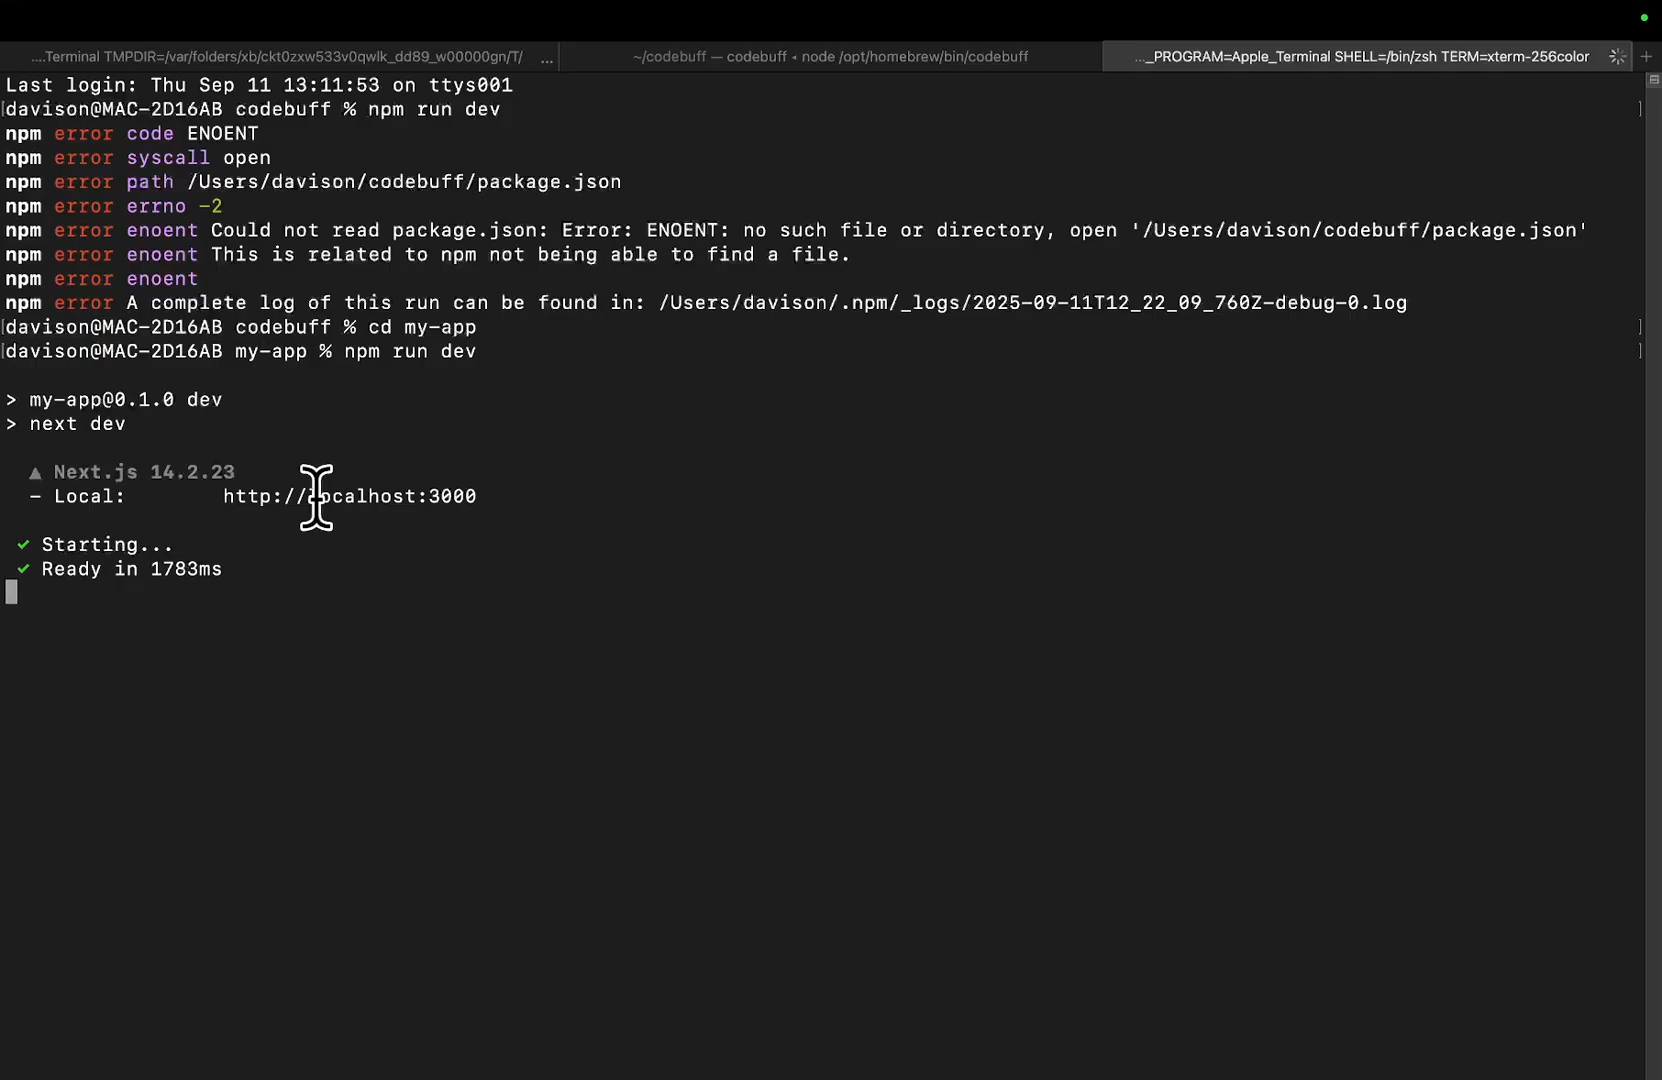 ....Terminal TMPDIR=/var/folders/xb/ckt0zxw533v0qwlk_dd89_w00000gn/T/ ...
~/codebuff — codebuff ◂ node /opt/homebrew/bin/codebuff
..._PROGRAM=Apple_Terminal SHELL=/bin/zsh TERM=xterm-256color
Last login: Thu Sep 11 13:11:53 on ttys001
[davison@MAC-2D16AB codebuff % npm run dev ]
npm error code ENOENT
npm error syscall open
npm error path /Users/davison/codebuff/package.json
npm error errno -2
npm error enoent Could not read package.json: Error: ENOENT: no such file or directory, open '/Users/davison/codebuff/package.json'
npm error enoent This is related to npm not being able to find a file.
npm error enoent
npm error A complete log of this run can be found in: /Users/davison/.npm/_logs/2025-09-11T12_22_09_760Z-debug-0.log
[davison@MAC-2D16AB codebuff % cd my-app ]
[davison@MAC-2D16AB my-app % npm run dev ]
> my-app@0.1.0 dev
> next dev
▲ Next.js 14.2.23
- Local: http://localhost:3000
✓ Starting...
✓ Ready in 1783ms